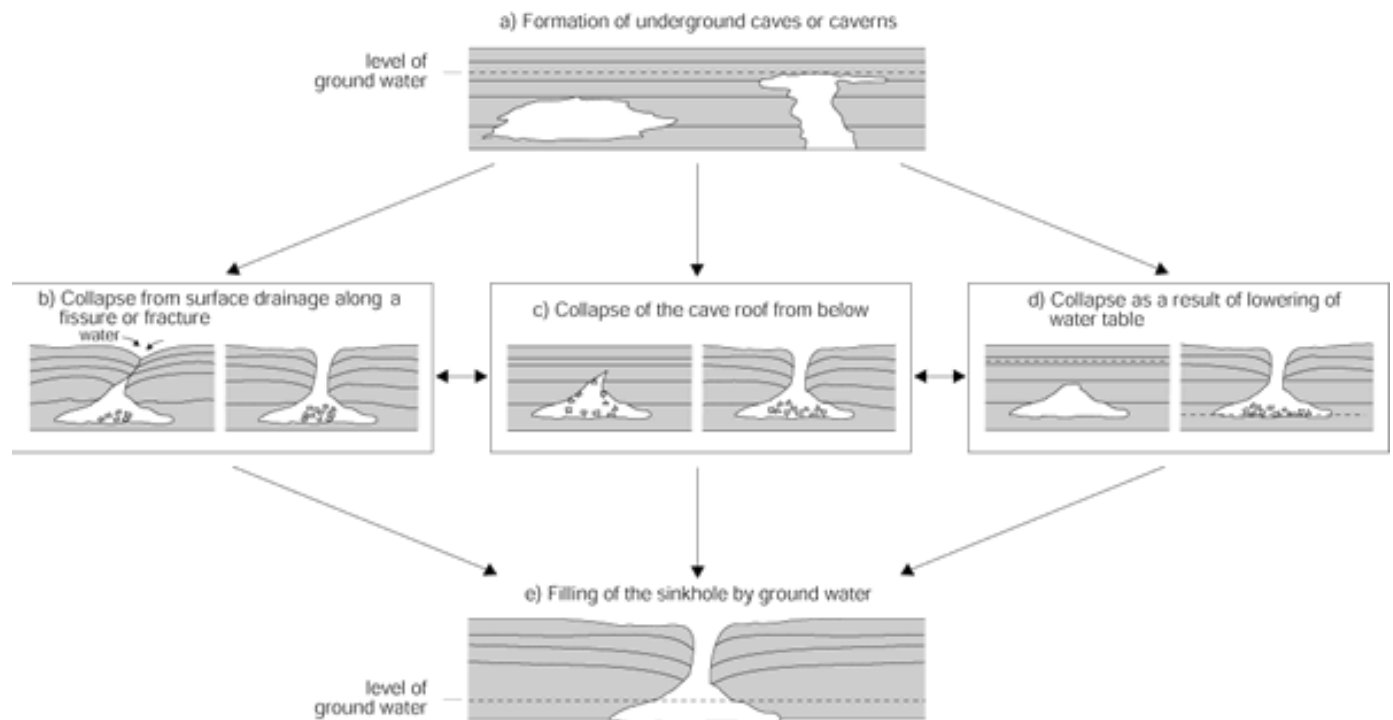 a) Formation of underground caves or caverns
level of
ground water
b) Collapse from surface drainage along a
fissure or fracture
water
c) Collapse of the cave roof from below
d) Collapse as a result of lowering of
water table
e) Filling of the sinkhole by ground water
level of
ground water